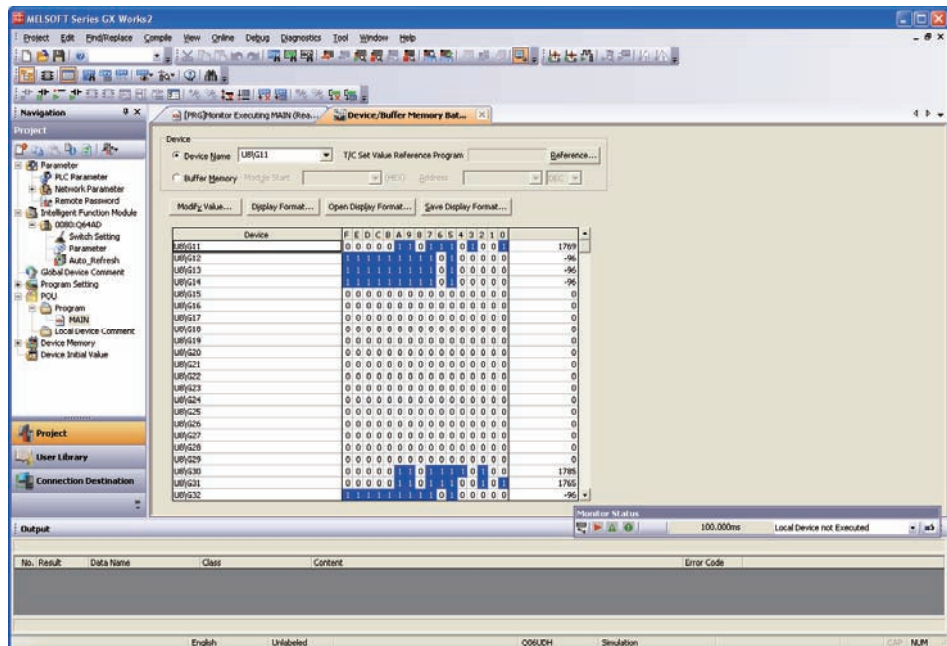 MELSOFT Series GX Works2
Project Edit Find/Replace Compile View Online Debug Diagnostics Tool Window Help
Navigation
[PRG]Monitor Executing MAIN (Rea...
Device/Buffer Memory Bat...
Project
Parameter
PLC Parameter
Network Parameter
Remote Password
Intelligent Function Module
0080:Q64AD
Switch Setting
Parameter
Auto_Refresh
Global Device Comment
Program Setting
POU
Program
MAIN
Local Device Comment
Device Memory
Device Initial Value
Project
User Library
Connection Destination
Device
Device Name U8\G11 T/C Set Value Reference Program Reference...
Buffer Memory Module Start (HEX) Address DEC
Modify Value... Display Format... Open Display Format... Save Display Format...
Device F E D C B A 9 8 7 6 5 4 3 2 1 0
U8\G11 0 0 0 0 0 1 1 0 1 1 1 0 1 0 0 1 1769
U8\G12 1 1 1 1 1 1 1 1 1 0 1 0 0 0 0 0 -96
U8\G13 1 1 1 1 1 1 1 1 1 0 1 0 0 0 0 0 -96
U8\G14 1 1 1 1 1 1 1 1 1 0 1 0 0 0 0 0 -96
U8\G15 0 0 0 0 0 0 0 0 0 0 0 0 0 0 0 0 0
U8\G16 0 0 0 0 0 0 0 0 0 0 0 0 0 0 0 0 0
U8\G17 0 0 0 0 0 0 0 0 0 0 0 0 0 0 0 0 0
U8\G18 0 0 0 0 0 0 0 0 0 0 0 0 0 0 0 0 0
U8\G19 0 0 0 0 0 0 0 0 0 0 0 0 0 0 0 0 0
U8\G20 0 0 0 0 0 0 0 0 0 0 0 0 0 0 0 0 0
U8\G21 0 0 0 0 0 0 0 0 0 0 0 0 0 0 0 0 0
U8\G22 0 0 0 0 0 0 0 0 0 0 0 0 0 0 0 0 0
U8\G23 0 0 0 0 0 0 0 0 0 0 0 0 0 0 0 0 0
U8\G24 0 0 0 0 0 0 0 0 0 0 0 0 0 0 0 0 0
U8\G25 0 0 0 0 0 0 0 0 0 0 0 0 0 0 0 0 0
U8\G26 0 0 0 0 0 0 0 0 0 0 0 0 0 0 0 0 0
U8\G27 0 0 0 0 0 0 0 0 0 0 0 0 0 0 0 0 0
U8\G28 0 0 0 0 0 0 0 0 0 0 0 0 0 0 0 0 0
U8\G29 0 0 0 0 0 0 0 0 0 0 0 0 0 0 0 0 0
U8\G30 0 0 0 0 0 1 1 0 1 1 1 1 0 1 0 0 1785
U8\G31 0 0 0 0 0 1 1 0 1 1 1 0 0 1 0 1 1765
U8\G32 1 1 1 1 1 1 1 1 1 0 1 0 0 0 0 0 -96
Monitor Status
100.000ms Local Device not Executed
Output
No. Result Data Name Class Content Error Code
English Unlabeled Q06UDH Simulation CAP NUM